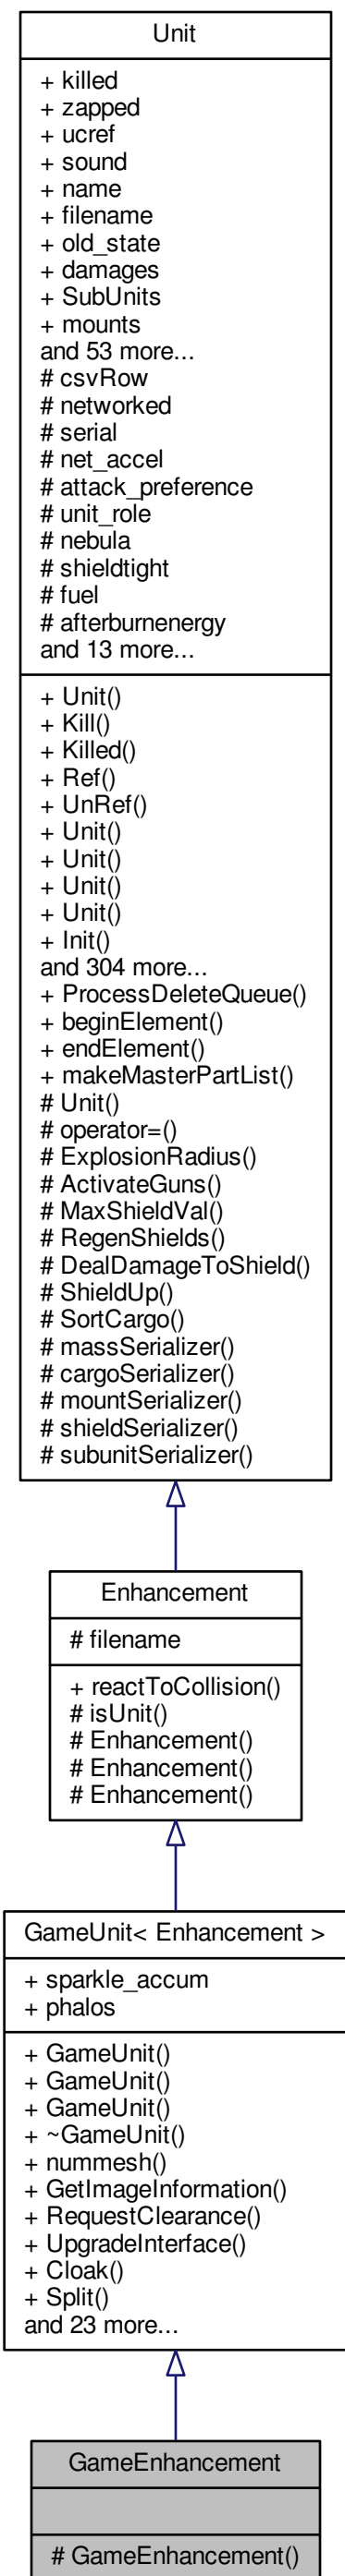 Unit
+ killed
+ zapped
+ ucref
+ sound
+ name
+ filename
+ old_state
+ damages
+ SubUnits
+ mounts
and 53 more...
# csvRow
# networked
# serial
# net_accel
# attack_preference
# unit_role
# nebula
# shieldtight
# fuel
# afterburnenergy
and 13 more...
+ Unit()
+ Kill()
+ Killed()
+ Ref()
+ UnRef()
+ Unit()
+ Unit()
+ Unit()
+ Unit()
+ Init()
and 304 more...
+ ProcessDeleteQueue()
+ beginElement()
+ endElement()
+ makeMasterPartList()
# Unit()
# operator=()
# ExplosionRadius()
# ActivateGuns()
# MaxShieldVal()
# RegenShields()
# DealDamageToShield()
# ShieldUp()
# SortCargo()
# massSerializer()
# cargoSerializer()
# mountSerializer()
# shieldSerializer()
# subunitSerializer()
Enhancement
# filename
+ reactToCollision()
# isUnit()
# Enhancement()
# Enhancement()
# Enhancement()
GameUnit< Enhancement >
+ sparkle_accum
+ phalos
+ GameUnit()
+ GameUnit()
+ GameUnit()
+ ~GameUnit()
+ nummesh()
+ GetImageInformation()
+ RequestClearance()
+ UpgradeInterface()
+ Cloak()
+ Split()
and 23 more...
GameEnhancement
# GameEnhancement()